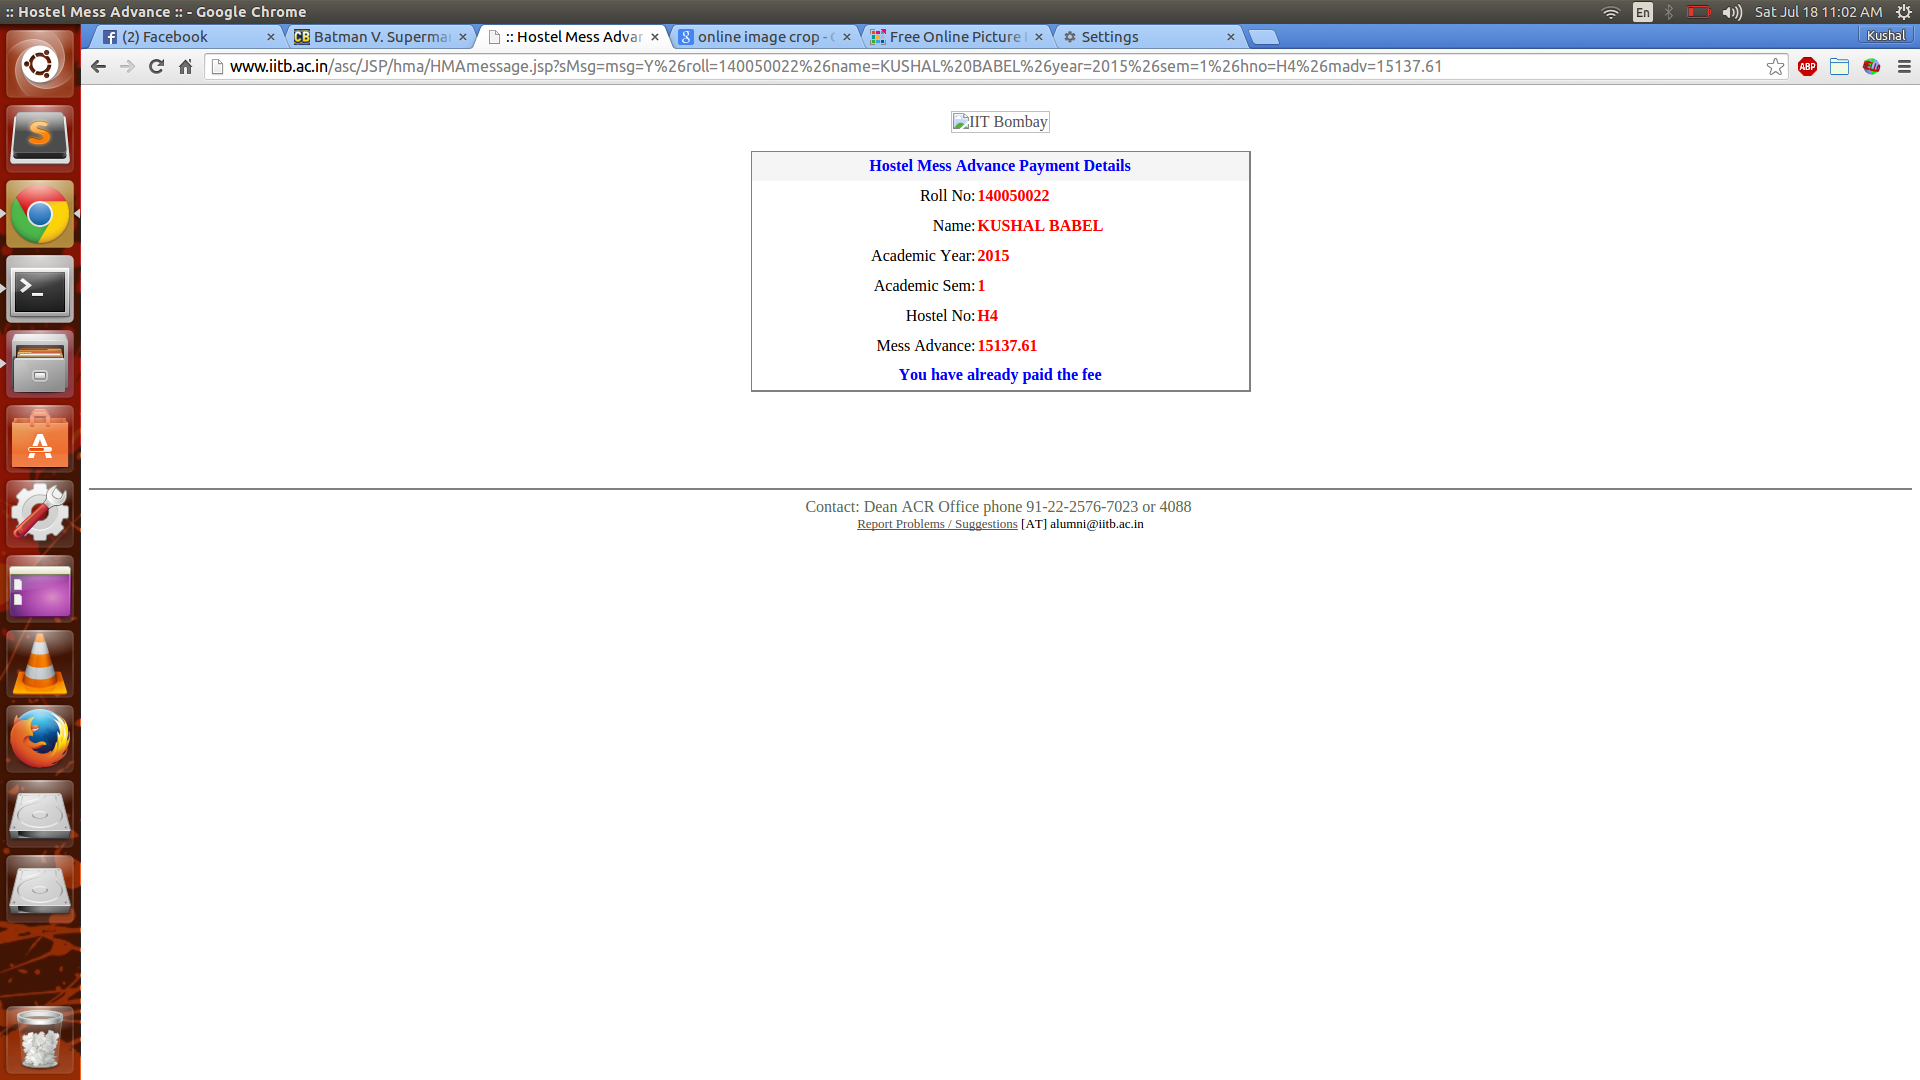 :: Hostel Mess Advance :: - Google Chrome
En
Sat Jul 18 11:02 AM
(2) Facebook
Batman V. Superma
:: Hostel Mess Advan
online image crop -
Free Online Picture
Settings
Kushal
www.iitb.ac.in/asc/JSP/hma/HMAmessage.jsp?sMsg=msg=Y%26roll=140050022%26name=KUSHAL%20BABEL%26year=2015%26sem=1%26hno=H4%26madv=15137.61
ABP
IIT Bombay
Hostel Mess Advance Payment Details
Roll No: 140050022
Name: KUSHAL BABEL
Academic Year: 2015
Academic Sem: 1
Hostel No: H4
Mess Advance: 15137.61
You have already paid the fee
Contact: Dean ACR Office phone 91-22-2576-7023 or 4088
Report Problems / Suggestions [AT] alumni@iitb.ac.in